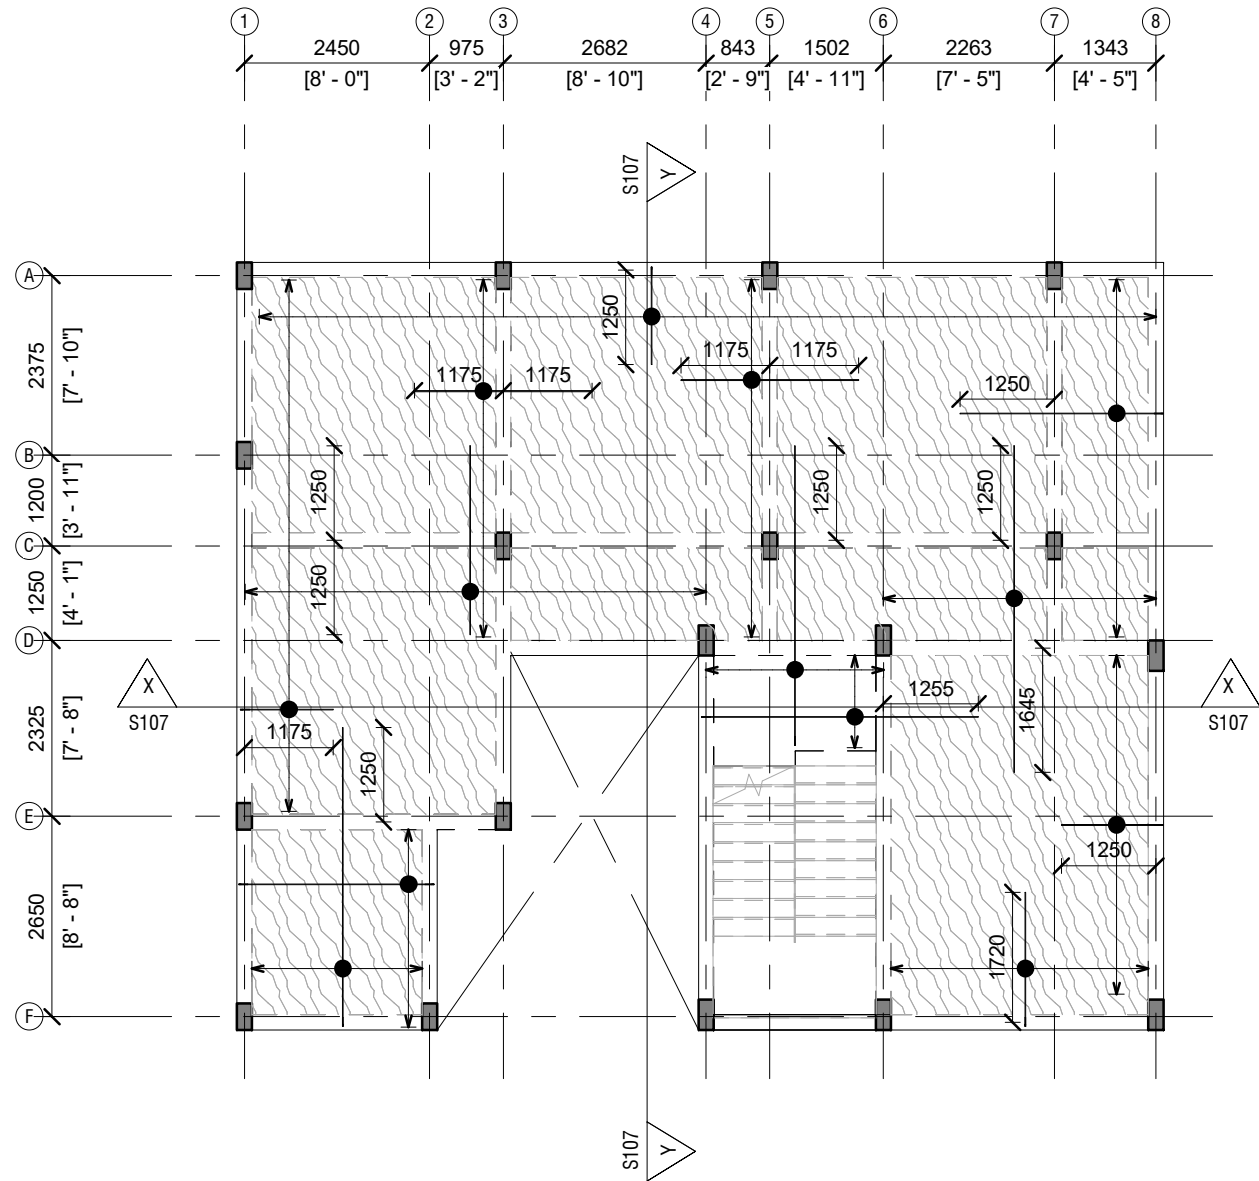 1 2 3 4 5 6 7 8
2450 975 2682 843 1502 2263 1343
[8' - 0"] [3' - 2"] [8' - 10"] [2' - 9"] [4' - 11"] [7' - 5"] [4' - 5"]
S107 Y
A
1250
2375 [7' - 10"]
1175 1175
1175 1175
1250
B
1200 [3' - 11"]
1250 1250 1250
C
1250 [4' - 1"]
1250
D
X X
S107 S107
2325 [7' - 8"]
1255
1645
1175
1250
E
1250
2650 [8' - 8"]
1720
F
S107 Y